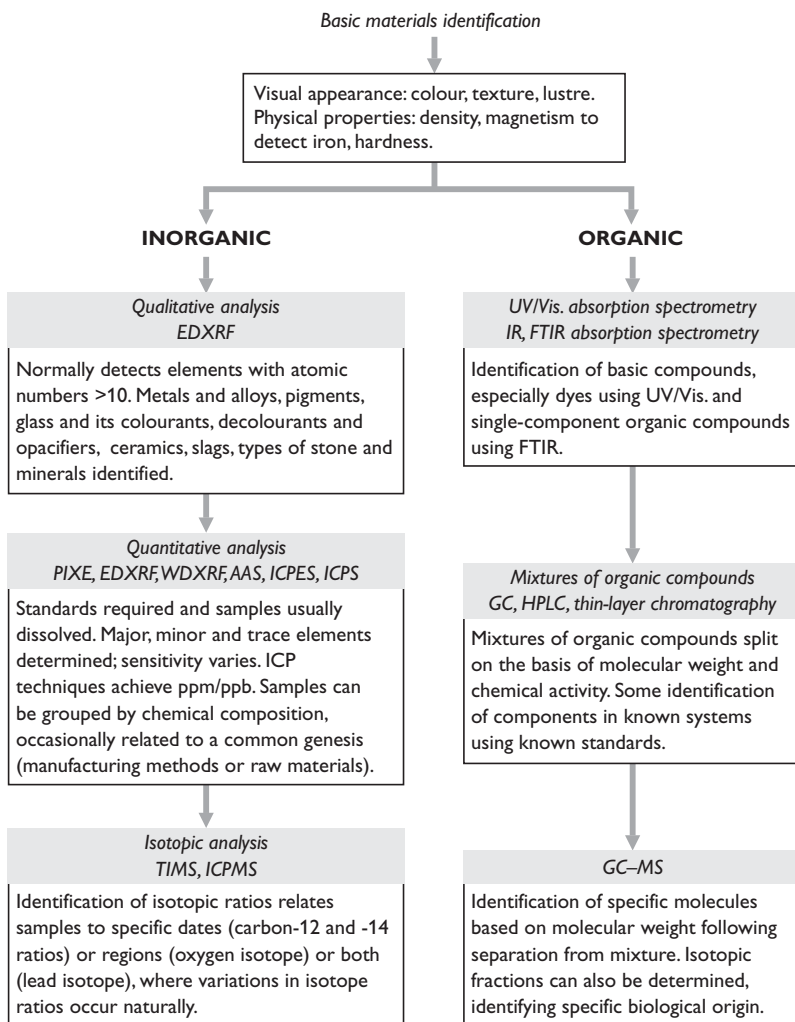 Basic materials identification
Visual appearance: colour, texture, lustre.
Physical properties: density, magnetism to
detect iron, hardness.
INORGANIC
Qualitative analysis
EDXRF
Normally detects elements with atomic
numbers >10. Metals and alloys, pigments,
glass and its colourants, decolourants and
opacifiers, ceramics, slags, types of stone and
minerals identified.
Quantitative analysis
PIXE, EDXRF, WDXRF, AAS, ICPES, ICPS
Standards required and samples usually
dissolved. Major, minor and trace elements
determined; sensitivity varies. ICP
techniques achieve ppm/ppb. Samples can
be grouped by chemical composition,
occasionally related to a common genesis
(manufacturing methods or raw materials).
Isotopic analysis
TIMS, ICPMS
Identification of isotopic ratios relates
samples to specific dates (carbon-12 and -14
ratios) or regions (oxygen isotope) or both
(lead isotope), where variations in isotope
ratios occur naturally.
ORGANIC
UV/Vis. absorption spectrometry
IR, FTIR absorption spectrometry
Identification of basic compounds,
especially dyes using UV/Vis. and
single-component organic compounds
using FTIR.
Mixtures of organic compounds
GC, HPLC, thin-layer chromatography
Mixtures of organic compounds split
on the basis of molecular weight and
chemical activity. Some identification
of components in known systems
using known standards.
GC–MS
Identification of specific molecules
based on molecular weight following
separation from mixture. Isotopic
fractions can also be determined,
identifying specific biological origin.